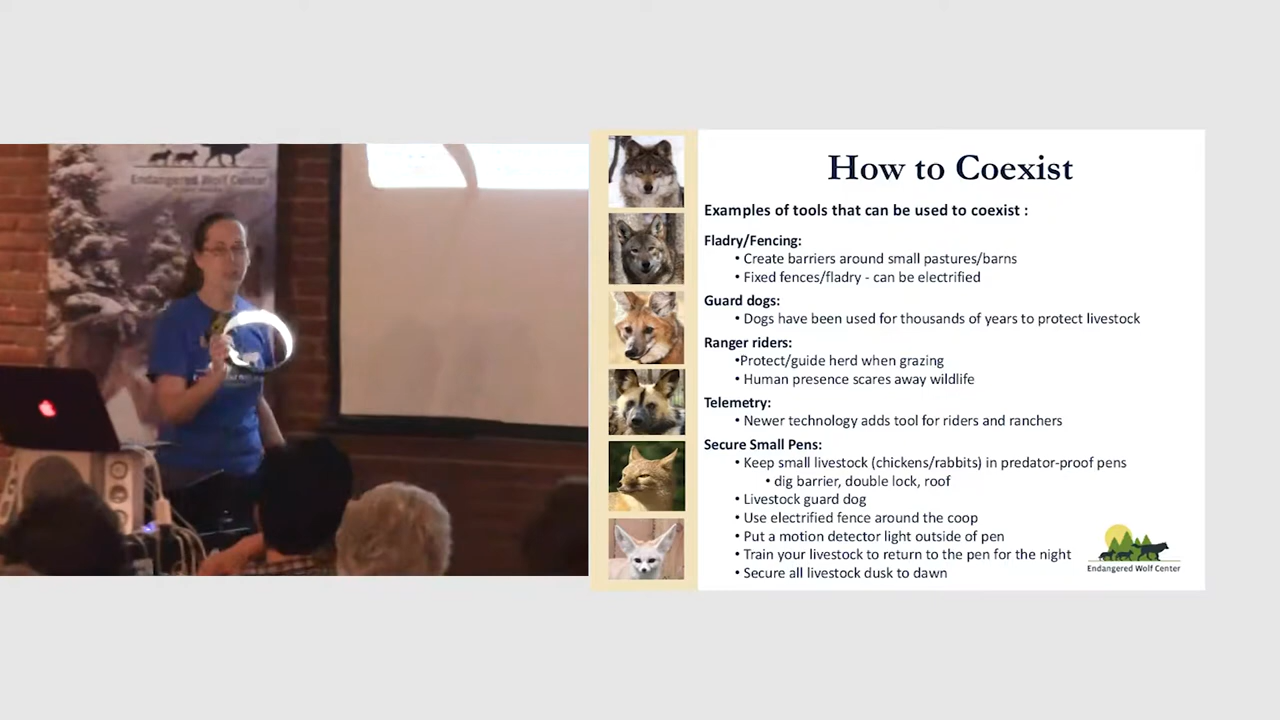 Endangered Wolf Center
How to Coexist
Examples of tools that can be used to coexist :
Fladry/Fencing:
• Create barriers around small pastures/barns
• Fixed fences/fladry - can be electrified
Guard dogs:
• Dogs have been used for thousands of years to protect livestock
Ranger riders:
•Protect/guide herd when grazing
• Human presence scares away wildlife
Telemetry:
• Newer technology adds tool for riders and ranchers
Secure Small Pens:
• Keep small livestock (chickens/rabbits) in predator-proof pens
• dig barrier, double lock, roof
• Livestock guard dog
• Use electrified fence around the coop
• Put a motion detector light outside of pen
• Train your livestock to return to the pen for the night
• Secure all livestock dusk to dawn
Endangered Wolf Center